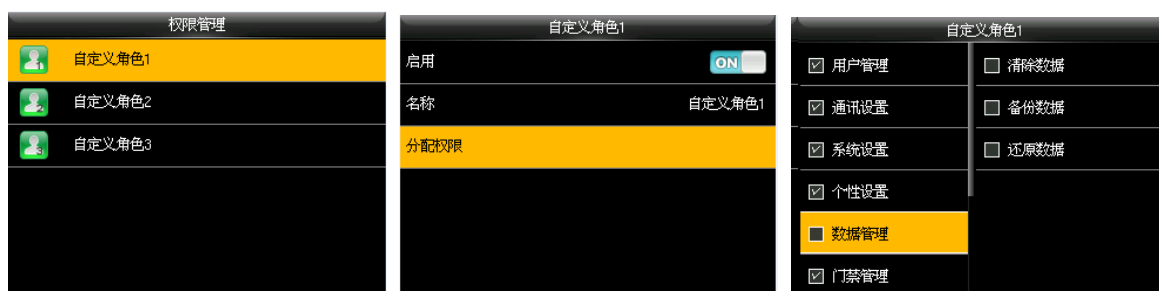 权限管理
自定义角色1
自定义角色2
自定义角色3
自定义角色1
启用 ON
名称 自定义角色1
分配权限
自定义角色1
用户管理 清除数据
通讯设置 备份数据
系统设置 还原数据
个性设置
数据管理
门禁管理